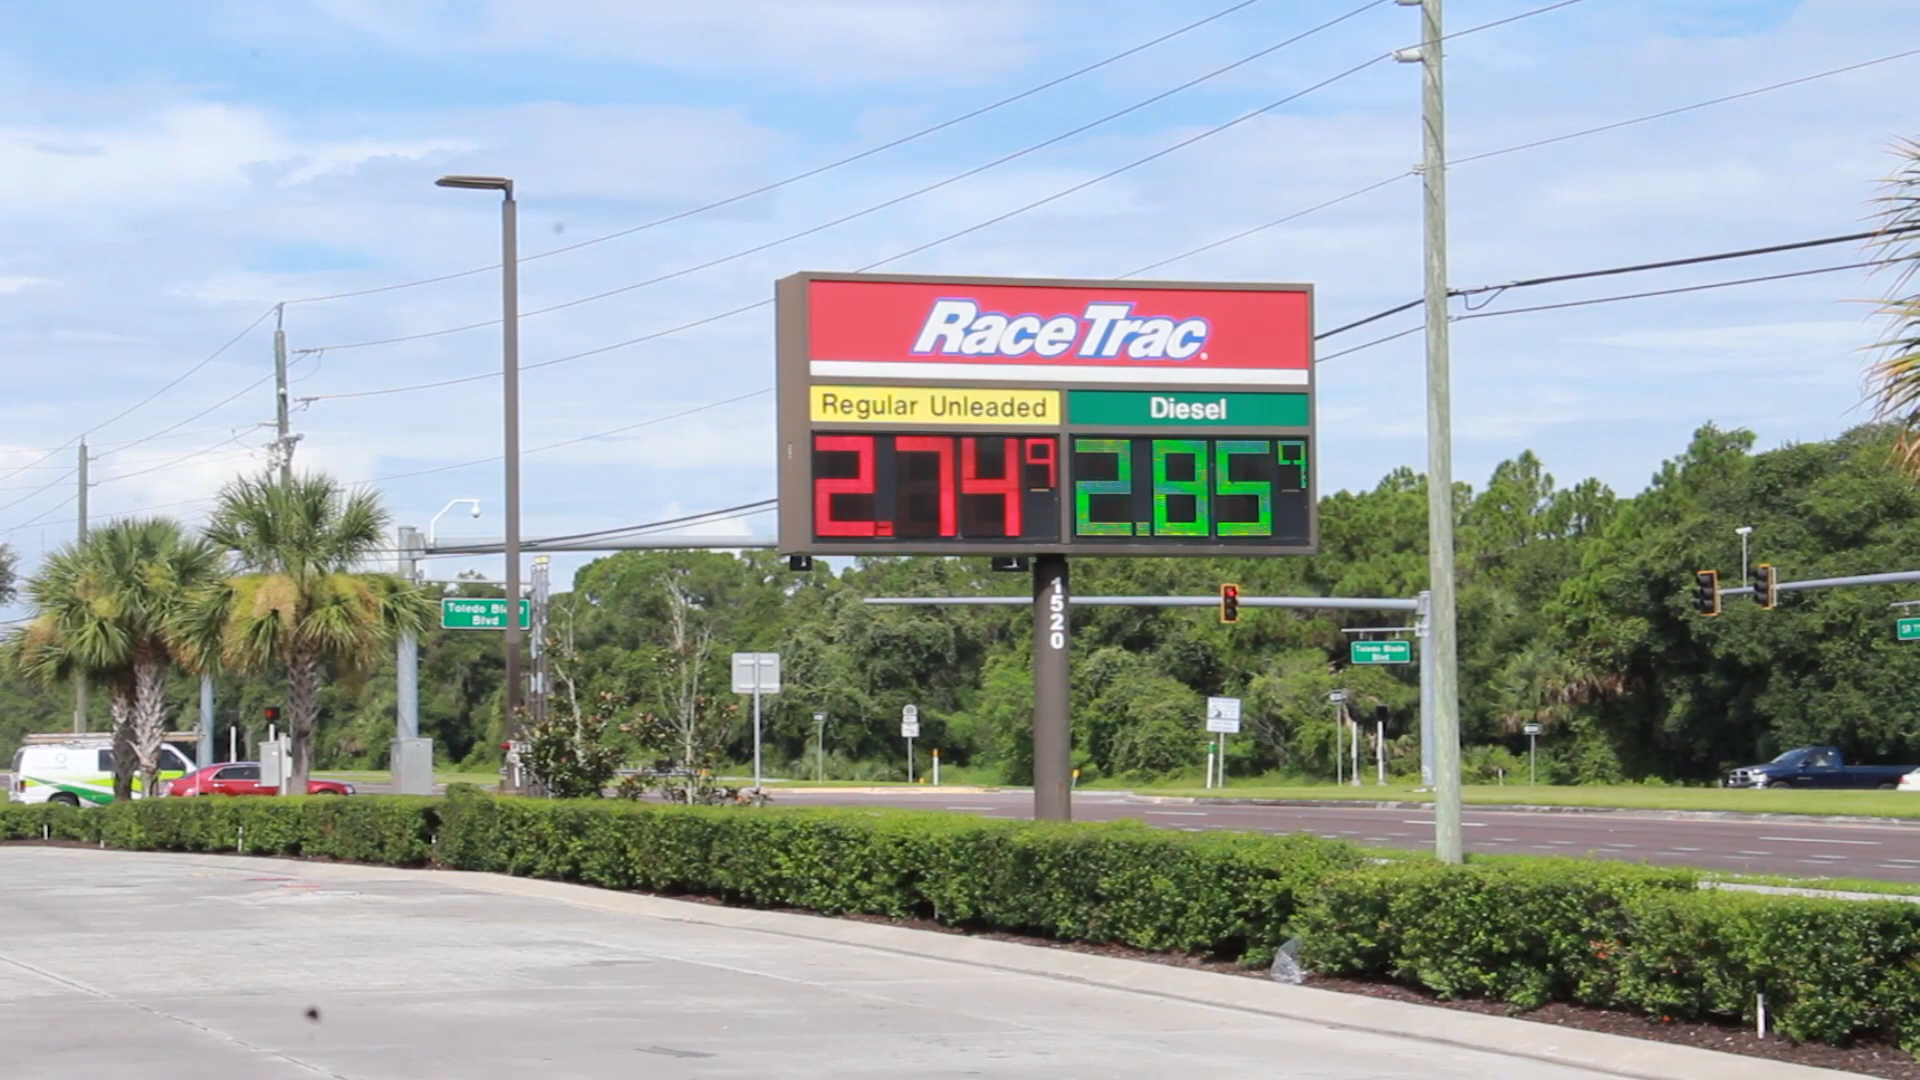 RaceTrac
Regular Unleaded
Diesel
2.74 9
2.85 9
1520
Toledo Blade
Blvd
Toledo Blade
Blvd